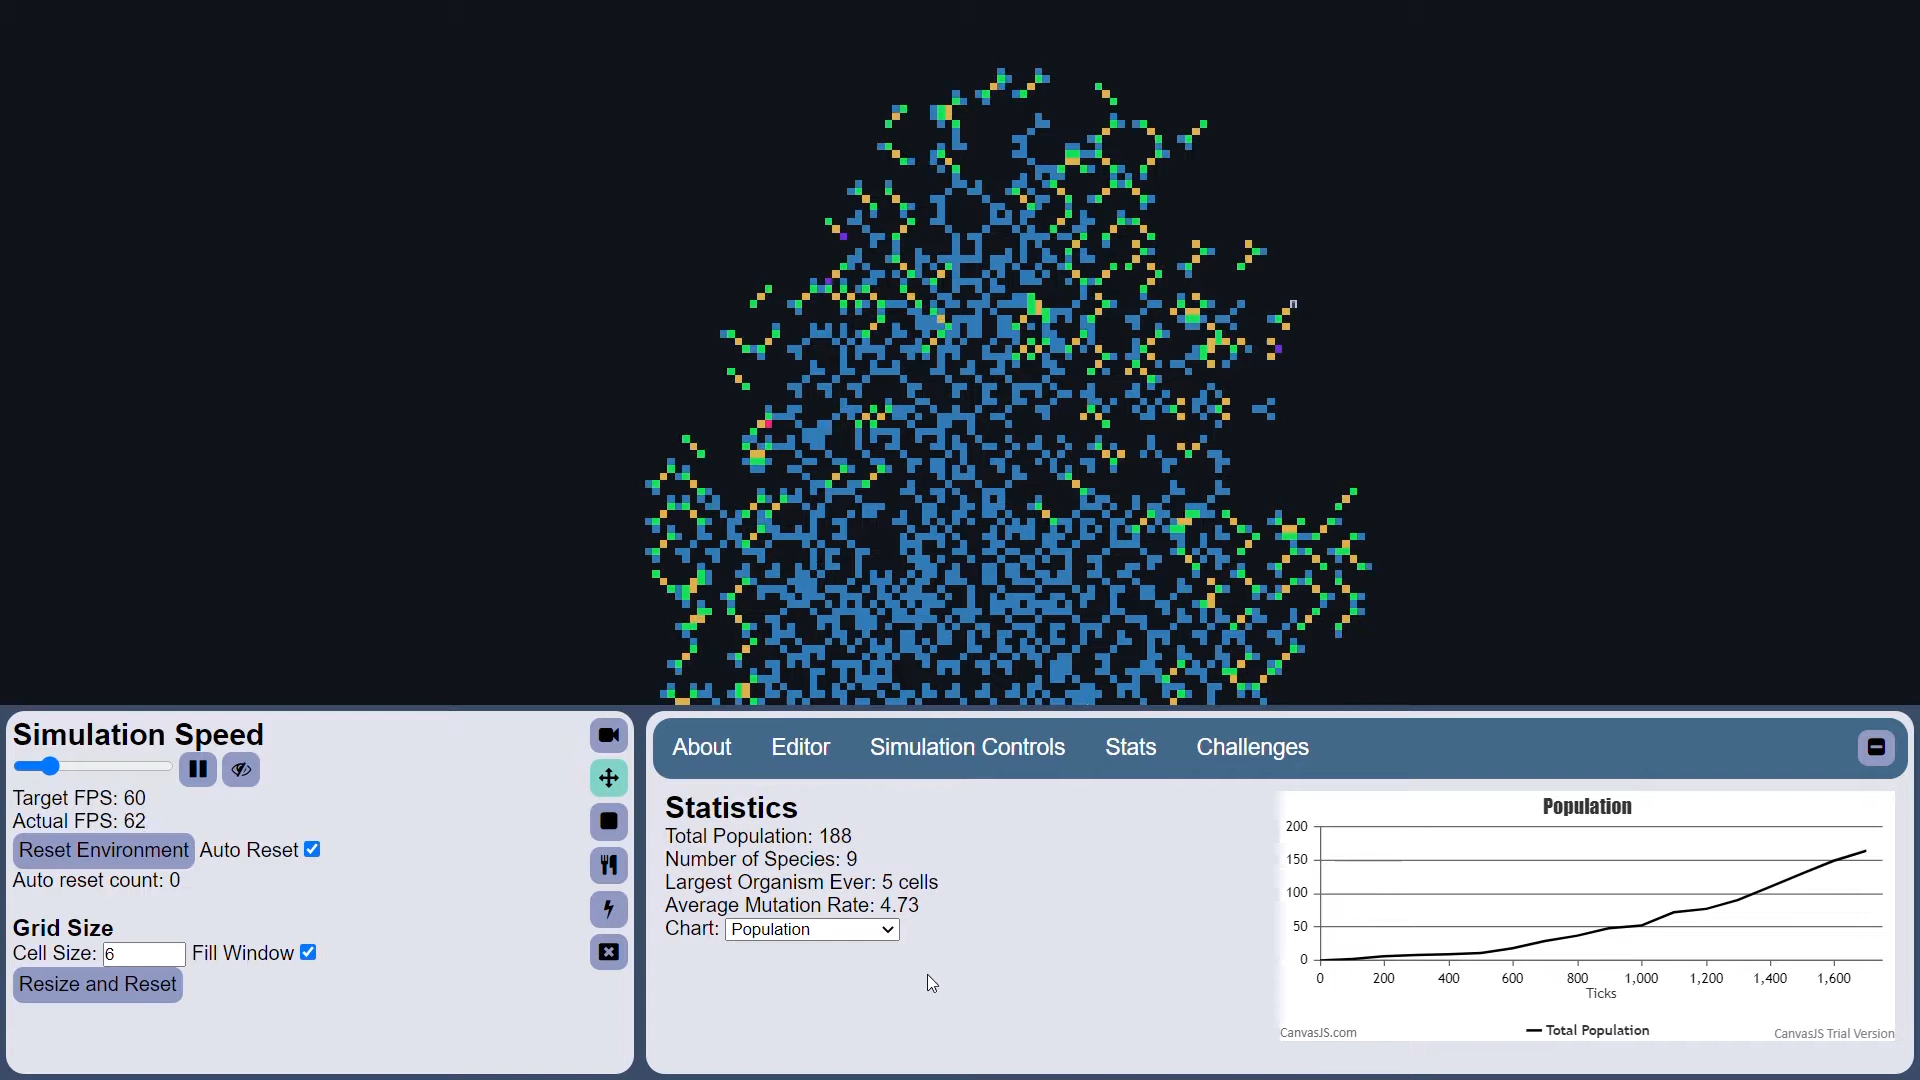 Simulation Speed
Target FPS: 60
Actual FPS: 62
Reset Environment Auto Reset
Auto reset count: 0
Grid Size
Cell Size: 6 Fill Window
Resize and Reset
About Editor Simulation Controls Stats Challenges
Statistics
Total Population: 188
Number of Species: 9
Largest Organism Ever: 5 cells
Average Mutation Rate: 4.73
Chart: Population
Population
200
150
100
50
0
0 200 400 600 800 1,000 1,200 1,400 1,600
Ticks
Total Population
CanvasJS.com
CanvasJS Trial Version